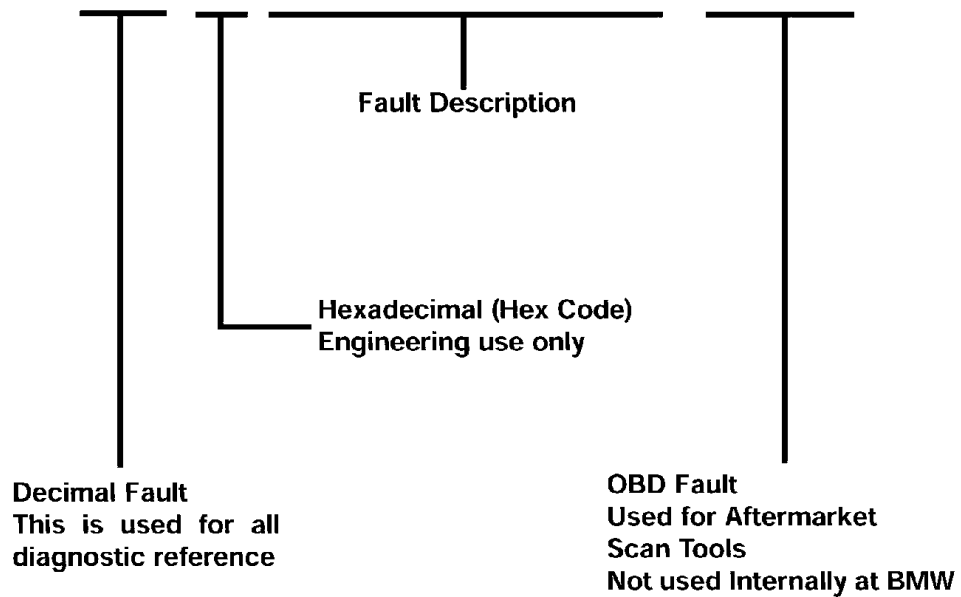 Fault Description
Hexadecimal (Hex Code)
Engineering use only
Decimal Fault
This is used for all
diagnostic reference
OBD Fault
Used for Aftermarket
Scan Tools
Not used Internally at BMW